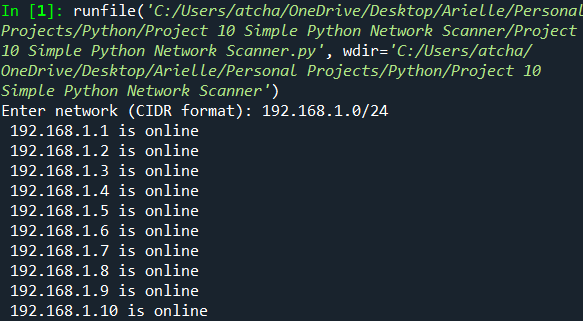 In [1]: runfile('C:/Users/atcha/OneDrive/Desktop/Arielle/Personal
Projects/Python/Project 10 Simple Python Network Scanner/Project
10 Simple Python Network Scanner.py', wdir='C:/Users/atcha/
OneDrive/Desktop/Arielle/Personal Projects/Python/Project 10
Simple Python Network Scanner')
Enter network (CIDR format): 192.168.1.0/24
192.168.1.1 is online
192.168.1.2 is online
192.168.1.3 is online
192.168.1.4 is online
192.168.1.5 is online
192.168.1.6 is online
192.168.1.7 is online
192.168.1.8 is online
192.168.1.9 is online
192.168.1.10 is online